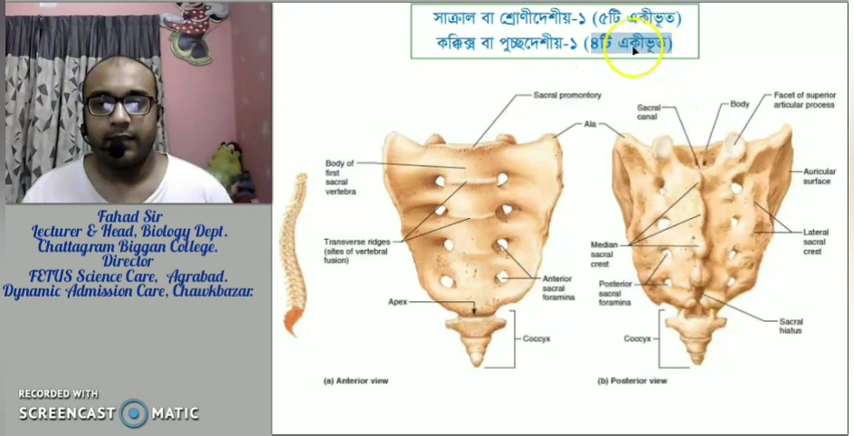 সাক্রাল বা শ্রোণীদেশীয়-১ (৫টি একীভূত)
কক্কিক্স বা পুচ্ছদেশীয়-১ (৪টি একীভূত)
Fahad Sir
Lecturer & Head, Biology Dept.
Chattagram Biggan College.
Director
FETUS Science Care, Agrabad.
Dynamic Admission Care, Chawkbazar.
RECORDED WITH
SCREENCAST MATIC
Sacral promontory
Ala
Body of
first
sacral
vertebra
Transverse ridges
(sites of vertebral
fusion)
Anterior
sacral
foramina
Apex
Coccyx
(a) Anterior view
Sacral
canal
Body
Facet of superior
articular process
Auricular
surface
Lateral
sacral
crest
Median
sacral
crest
Posterior
sacral
foramina
Sacral
hiatus
Coccyx
(b) Posterior view